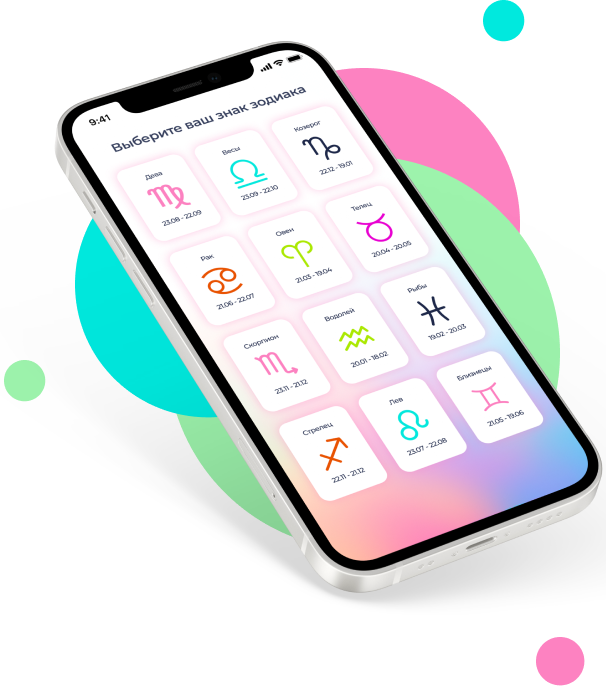 9:41
Выберите ваш знак зодиака
Дева
23.08 - 22.09
Весы
23.09 - 22.10
Козерог
22.12 - 19.01
Рак
21.06 - 22.07
Овен
21.03 - 19.04
Телец
20.04 - 20.05
Скорпион
23.11 - 21.12
Водолей
20.01 - 18.02
Рыбы
19.02 - 20.03
Стрелец
22.11 - 21.12
Лев
23.07 - 22.08
Близнецы
21.05 - 19.06